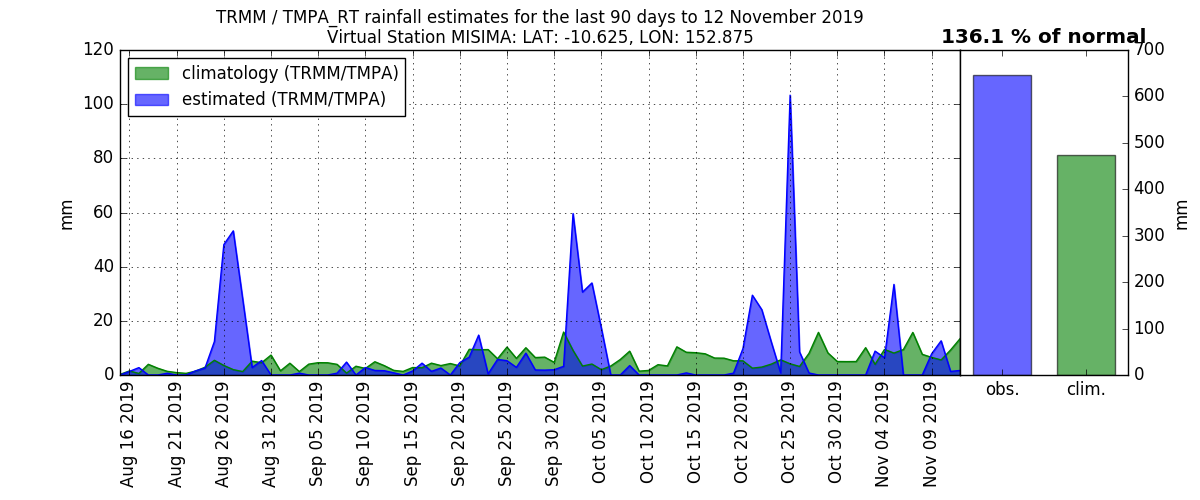 TRMM / TMPA_RT rainfall estimates for the last 90 days to 12 November 2019
Virtual Station MISIMA: LAT: -10.625, LON: 152.875
136.1 % of normal
climatology (TRMM/TMPA)
estimated (TRMM/TMPA)
120
100
80
60
40
20
0
mm
Aug 16 2019
Aug 21 2019
Aug 26 2019
Aug 31 2019
Sep 05 2019
Sep 10 2019
Sep 15 2019
Sep 20 2019
Sep 25 2019
Sep 30 2019
Oct 05 2019
Oct 10 2019
Oct 15 2019
Oct 20 2019
Oct 25 2019
Oct 30 2019
Nov 04 2019
Nov 09 2019
700
600
500
400
300
200
100
0
mm
obs.
clim.